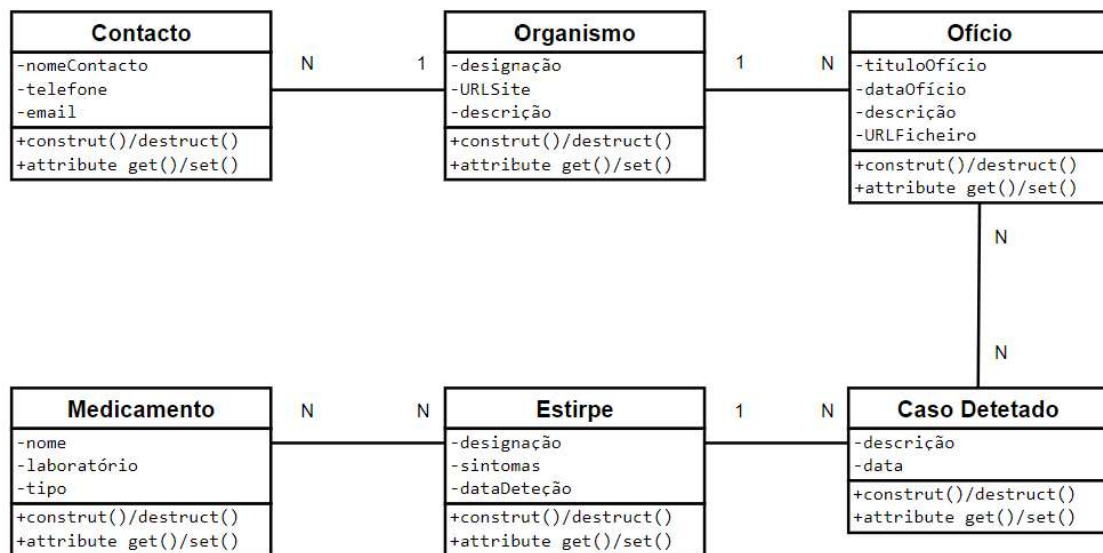 Contacto
-nomeContacto
-telefone
-email
+construt()/destruct()
+attribute get()/set()
N
1
Organismo
-designação
-URLSite
-descrição
+construt()/destruct()
+attribute get()/set()
1
N
Ofício
-tituloOfício
-dataOfício
-descrição
-URLFicheiro
+construt()/destruct()
+attribute get()/set()
N
N
Medicamento
-nome
-laboratório
-tipo
+construt()/destruct()
+attribute get()/set()
N
N
Estirpe
-designação
-sintomas
-dataDeteção
+construt()/destruct()
+attribute get()/set()
1
N
Caso Detetado
-descrição
-data
+construt()/destruct()
+attribute get()/set()